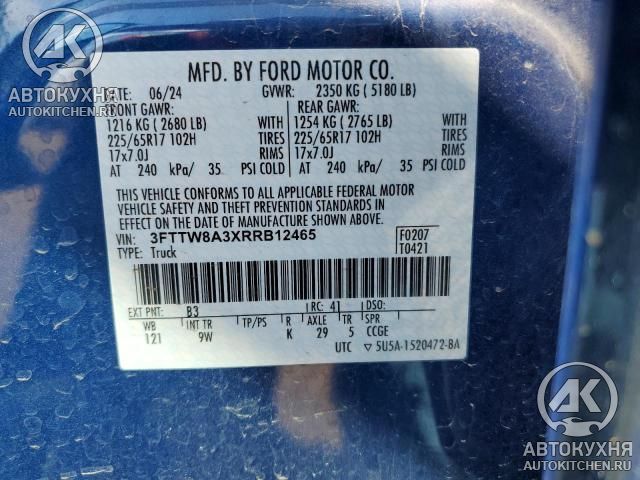 MFD. BY FORD MOTOR CO.
DATE: 06/24 GVWR: 2350 KG ( 5180 LB)
FRONT GAWR: REAR GAWR:
1216 KG ( 2680 LB) WITH 1254 KG ( 2765 LB) WITH
225/65R17 102H TIRES 225/65R17 102H TIRES
17x7.0J RIMS 17x7.0J RIMS
AT 240 kPa/ 35 PSI COLD AT 240 kPa/ 35 PSI COLD
THIS VEHICLE CONFORMS TO ALL APPLICABLE FEDERAL MOTOR
VEHICLE SAFETY AND THEFT PREVENTION STANDARDS IN
EFFECT ON THE DATE OF MANUFACTURE SHOWN ABOVE.
VIN: 3FTTW8A3XRRB12465 F0207
TYPE: Truck T0421
EXT PNT: B3 RC: 41 DSO:
WB INT TR TP/PS R AXLE TR SPR
121 9W K 29 5 CCGE
UTC ▽5U5A-1520472-BA
АК
АВТОКУХНЯ
AUTOKITCHEN.RU
АК
АВТОКУХНЯ
AUTOKITCHEN.RU